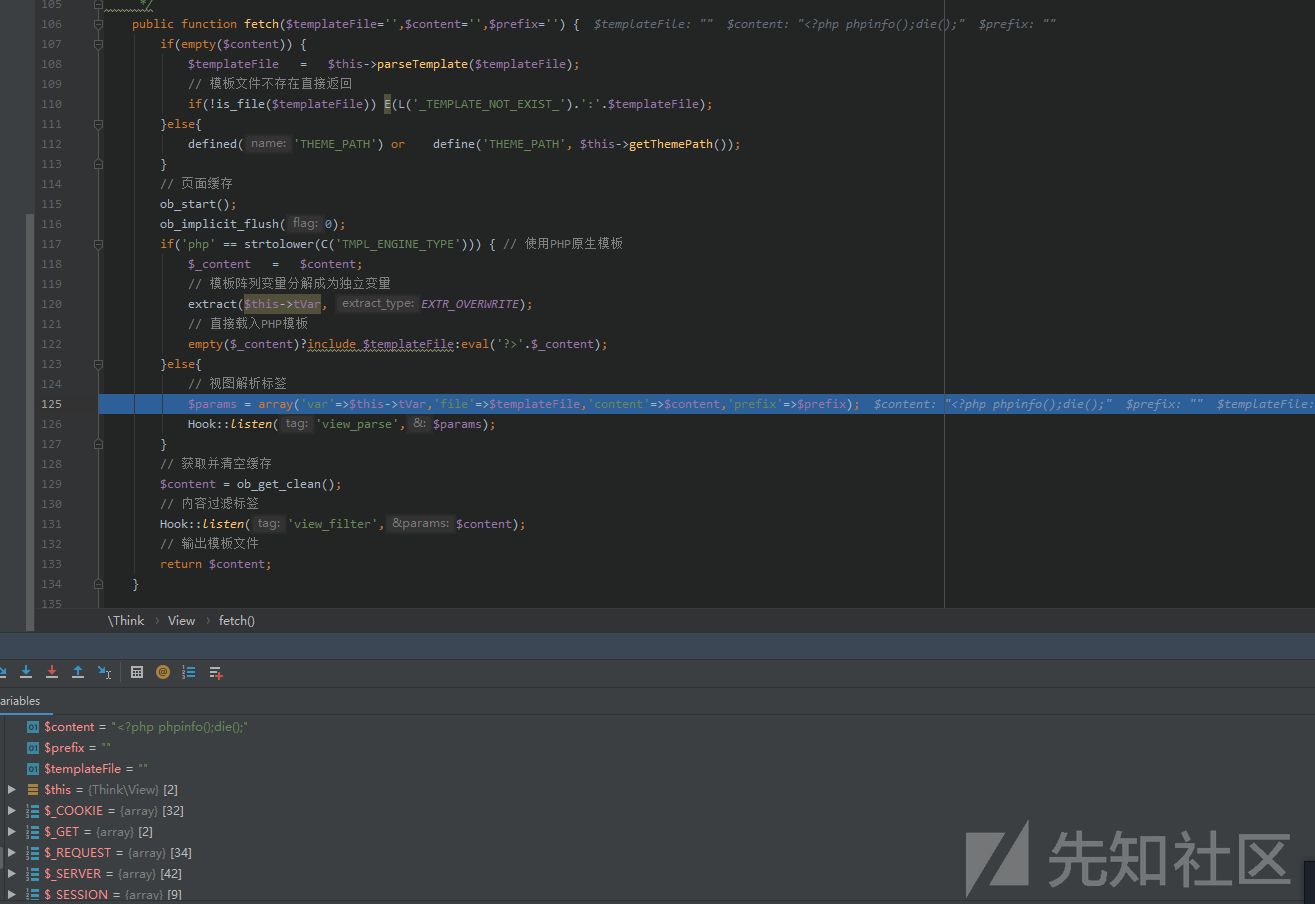 105 */
106 public function fetch($templateFile='',$content='',$prefix='') { $templateFile: "" $content: "<?php phpinfo();die();" $prefix: ""
107 if(empty($content)) {
108 $templateFile = $this->parseTemplate($templateFile);
109 // 模板文件不存在直接返回
110 if(!is_file($templateFile)) E(L('_TEMPLATE_NOT_EXIST_').':'.$templateFile);
111 }else{
112 defined( name: 'THEME_PATH') or define('THEME_PATH', $this->getThemePath());
113 }
114 // 页面缓存
115 ob_start();
116 ob_implicit_flush( flag: 0);
117 if('php' == strtolower(C('TMPL_ENGINE_TYPE'))) { // 使用PHP原生模板
118 $_content = $content;
119 // 模板阵列变量分解成为独立变量
120 extract($this->tVar, extract_type: EXTR_OVERWRITE);
121 // 直接载入PHP模板
122 empty($_content)?include $templateFile:eval('?>'.$_content);
123 }else{
124 // 视图解析标签
125 $params = array('var'=>$this->tVar,'file'=>$templateFile,'content'=>$content,'prefix'=>$prefix); $content: "<?php phpinfo();die();" $prefix: "" $templateFile:
126 Hook::listen( tag: 'view_parse', &: $params);
127 }
128 // 获取并清空缓存
129 $content = ob_get_clean();
130 // 内容过滤标签
131 Hook::listen( tag: 'view_filter', &params: $content);
132 // 输出模板文件
133 return $content;
134 }
135
\Think › View › fetch()
ariables
$content = "<?php phpinfo();die();"
$prefix = ""
$templateFile = ""
$this = {Think\View} [2]
$_COOKIE = {array} [32]
$_GET = {array} [2]
$_REQUEST = {array} [34]
$_SERVER = {array} [42]
$_SESSION = {array} [9]
先知社区